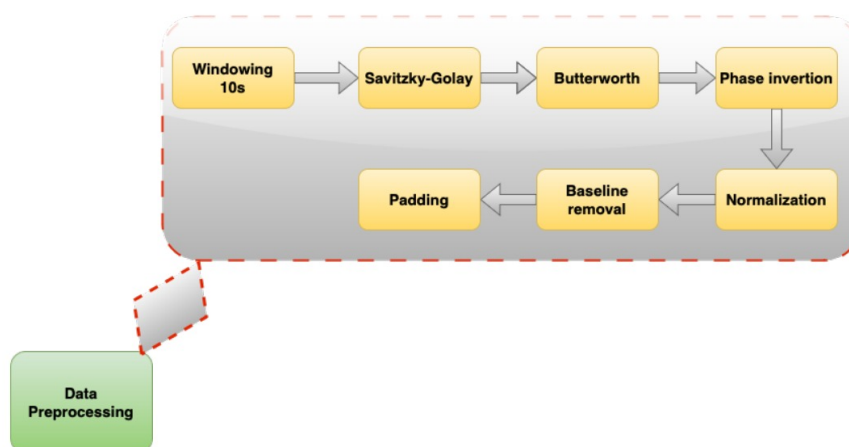 Windowing
10s
Savitzky-Golay
Butterworth
Phase invertion
Normalization
Baseline
removal
Padding
Data
Preprocessing